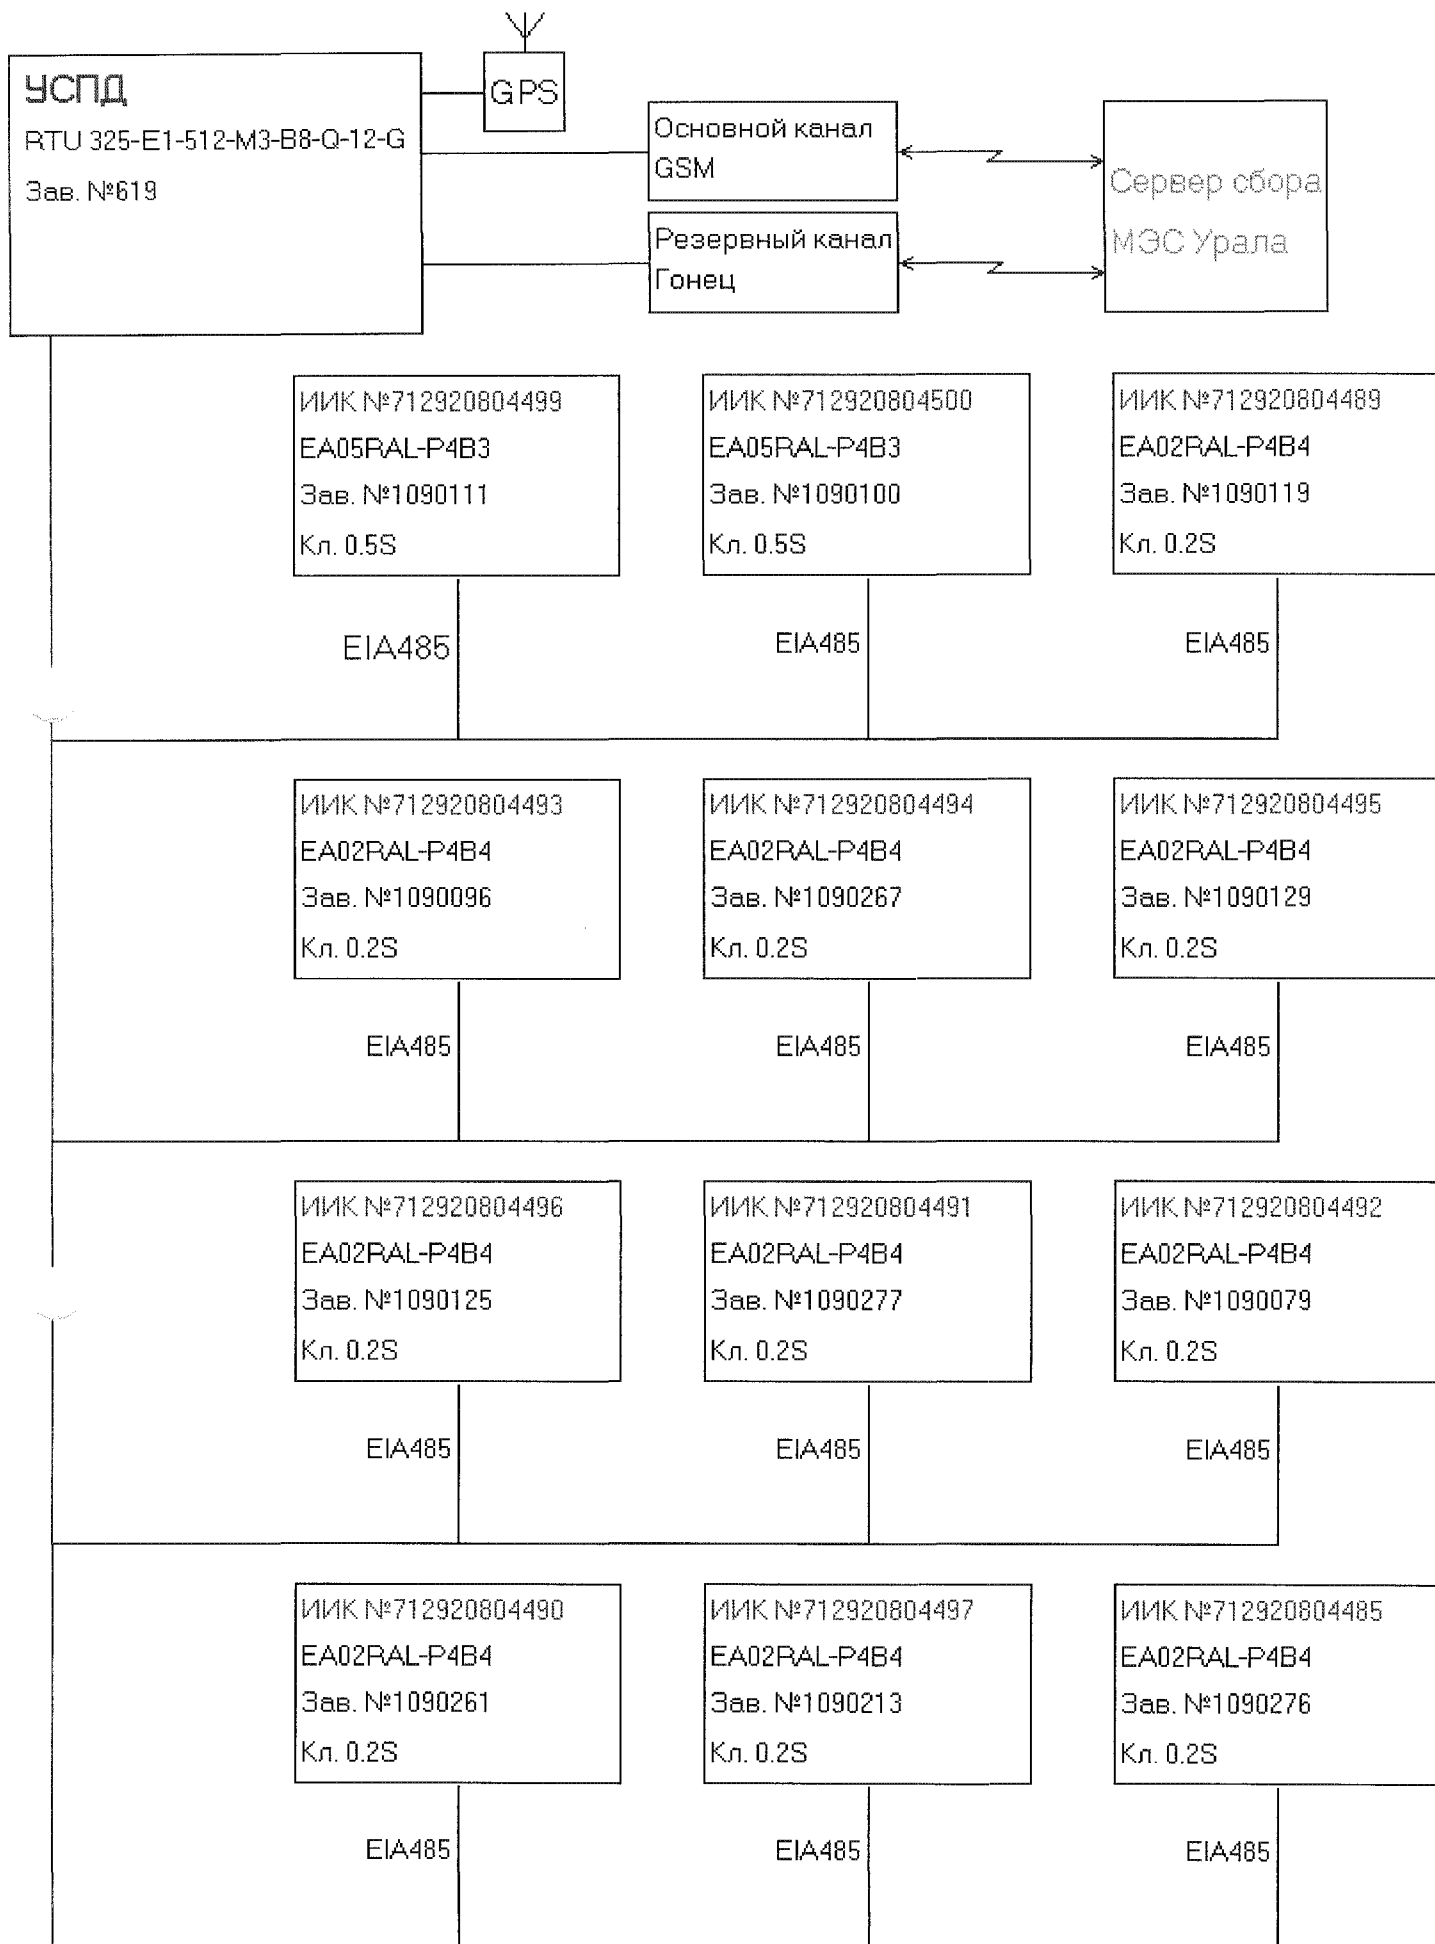 УСПД
RTU 325-E1-512-M3-B8-Q-12-G
Зав. №619
GPS
Основной канал
GSM
Резервный канал
Гонец
Сервер сбора
МЭС Урала
ИИК №712920804499
EA05RAL-P4B3
Зав. №1090111
Кл. 0.5S
ИИК №712920804500
EA05RAL-P4B3
Зав. №1090100
Кл. 0.5S
ИИК №712920804489
EA02RAL-P4B4
Зав. №1090119
Кл. 0.2S
EIA485
EIA485
EIA485
ИИК №712920804493
EA02RAL-P4B4
Зав. №1090096
Кл. 0.2S
ИИК №712920804494
EA02RAL-P4B4
Зав. №1090267
Кл. 0.2S
ИИК №712920804495
EA02RAL-P4B4
Зав. №1090129
Кл. 0.2S
EIA485
EIA485
EIA485
ИИК №712920804496
EA02RAL-P4B4
Зав. №1090125
Кл. 0.2S
ИИК №712920804491
EA02RAL-P4B4
Зав. №1090277
Кл. 0.2S
ИИК №712920804492
EA02RAL-P4B4
Зав. №1090079
Кл. 0.2S
EIA485
EIA485
EIA485
ИИК №712920804490
EA02RAL-P4B4
Зав. №1090261
Кл. 0.2S
ИИК №712920804497
EA02RAL-P4B4
Зав. №1090213
Кл. 0.2S
ИИК №712920804485
EA02RAL-P4B4
Зав. №1090276
Кл. 0.2S
EIA485
EIA485
EIA485